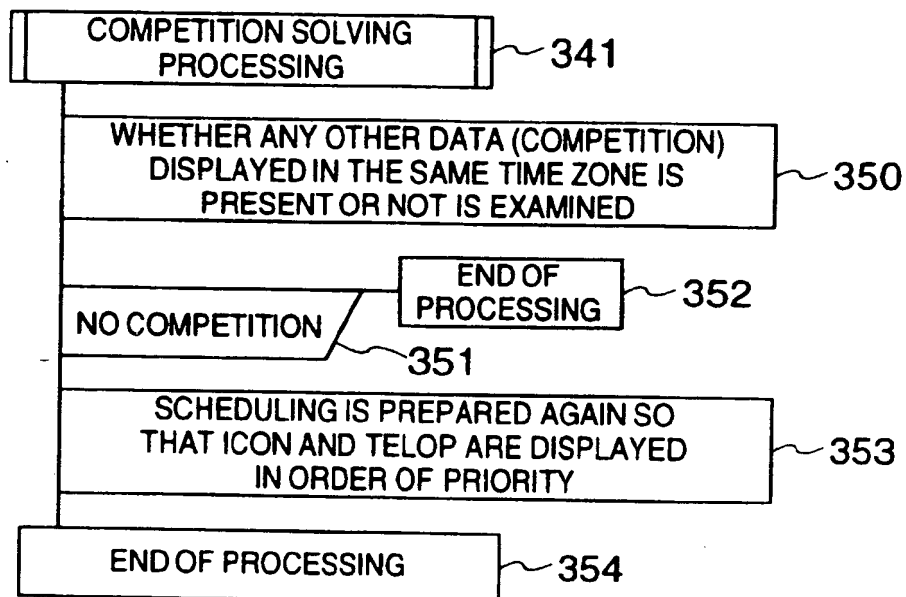 COMPETITION SOLVING
PROCESSING
341
WHETHER ANY OTHER DATA (COMPETITION)
DISPLAYED IN THE SAME TIME ZONE IS
PRESENT OR NOT IS EXAMINED
350
END OF
PROCESSING
352
NO COMPETITION
351
SCHEDULING IS PREPARED AGAIN SO
THAT ICON AND TELOP ARE DISPLAYED
IN ORDER OF PRIORITY
353
END OF PROCESSING
354